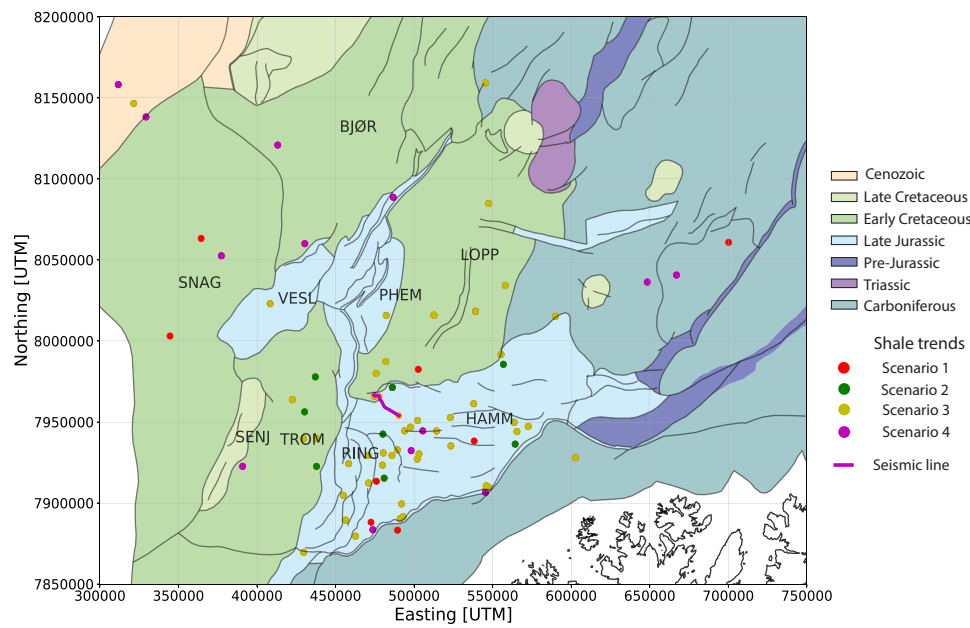 8200000
8150000
8100000
8050000
8000000
7950000
7900000
7850000
Northing [UTM]
300000 350000 400000 450000 500000 550000 600000 650000 700000 750000
Easting [UTM]
BJØR
LOPP
SNAG
VESL
PHEM
HAMM
SENJ
TROM
RING
Cenozoic
Late Cretaceous
Early Cretaceous
Late Jurassic
Pre-Jurassic
Triassic
Carboniferous
Shale trends
Scenario 1
Scenario 2
Scenario 3
Scenario 4
Seismic line